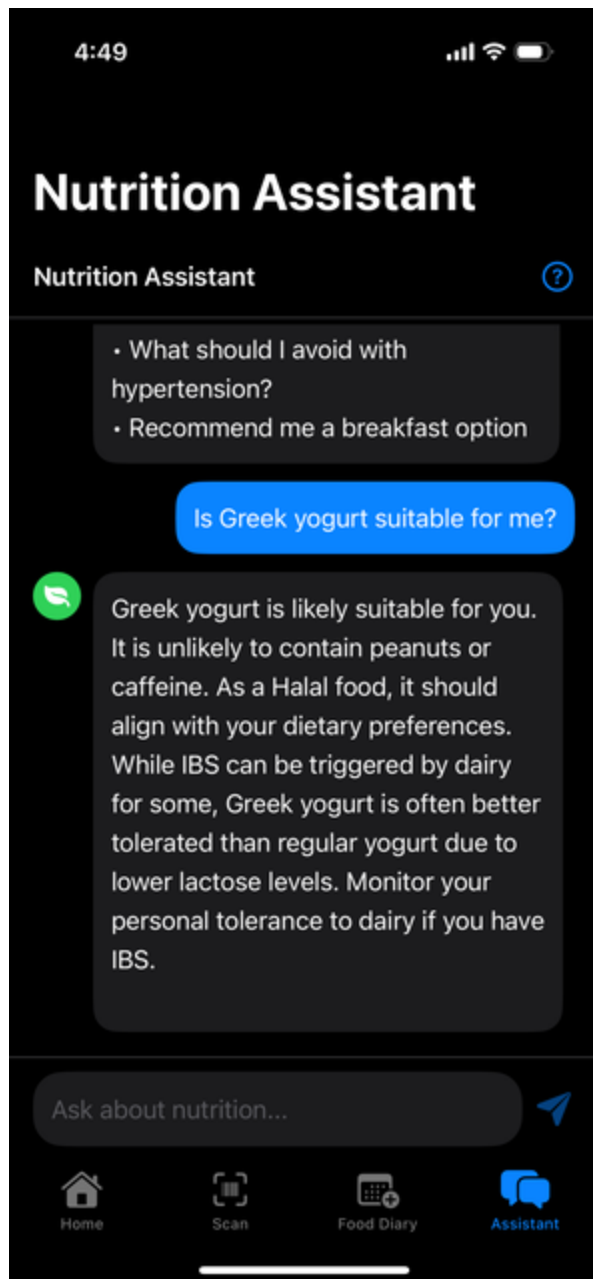 4:49
Nutrition Assistant
Nutrition Assistant
?
• What should I avoid with
hypertension?
• Recommend me a breakfast option
Is Greek yogurt suitable for me?
Greek yogurt is likely suitable for you.
It is unlikely to contain peanuts or
caffeine. As a Halal food, it should
align with your dietary preferences.
While IBS can be triggered by dairy
for some, Greek yogurt is often better
tolerated than regular yogurt due to
lower lactose levels. Monitor your
personal tolerance to dairy if you have
IBS.
Ask about nutrition...
Home
Scan
Food Diary
Assistant